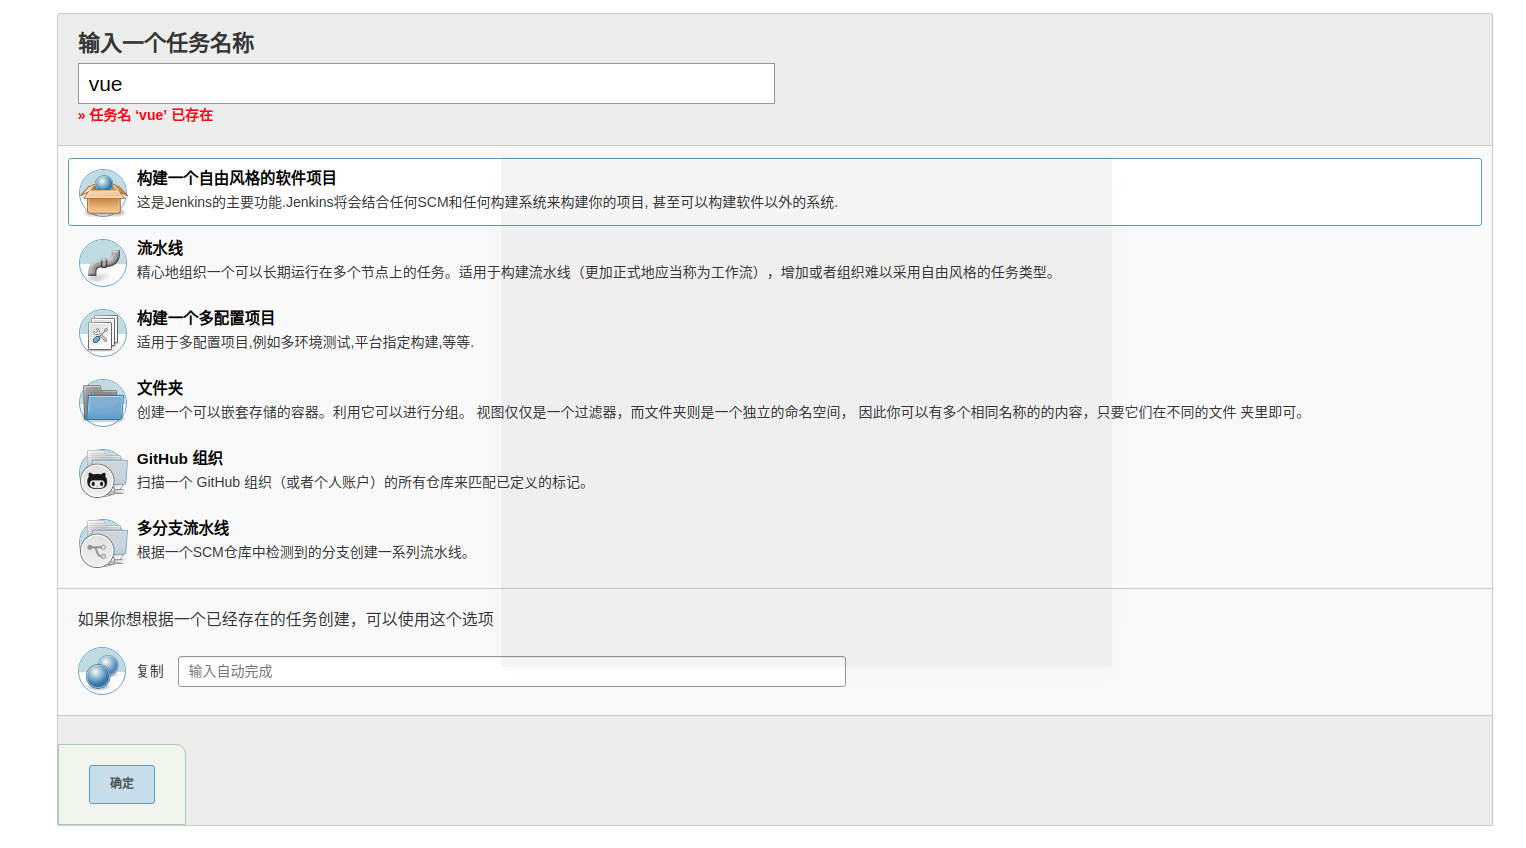 输入一个任务名称
vue
» 任务名 ‘vue’ 已存在
构建一个自由风格的软件项目
这是Jenkins的主要功能.Jenkins将会结合任何SCM和任何构建系统来构建你的项目, 甚至可以构建软件以外的系统.
流水线
精心地组织一个可以长期运行在多个节点上的任务。适用于构建流水线（更加正式地应当称为工作流），增加或者组织难以采用自由风格的任务类型。
构建一个多配置项目
适用于多配置项目,例如多环境测试,平台指定构建,等等.
文件夹
创建一个可以嵌套存储的容器。利用它可以进行分组。 视图仅仅是一个过滤器，而文件夹则是一个独立的命名空间， 因此你可以有多个相同名称的的内容，只要它们在不同的文件 夹里即可。
GitHub 组织
扫描一个 GitHub 组织（或者个人账户）的所有仓库来匹配已定义的标记。
多分支流水线
根据一个SCM仓库中检测到的分支创建一系列流水线。
如果你想根据一个已经存在的任务创建，可以使用这个选项
复制 输入自动完成
确定